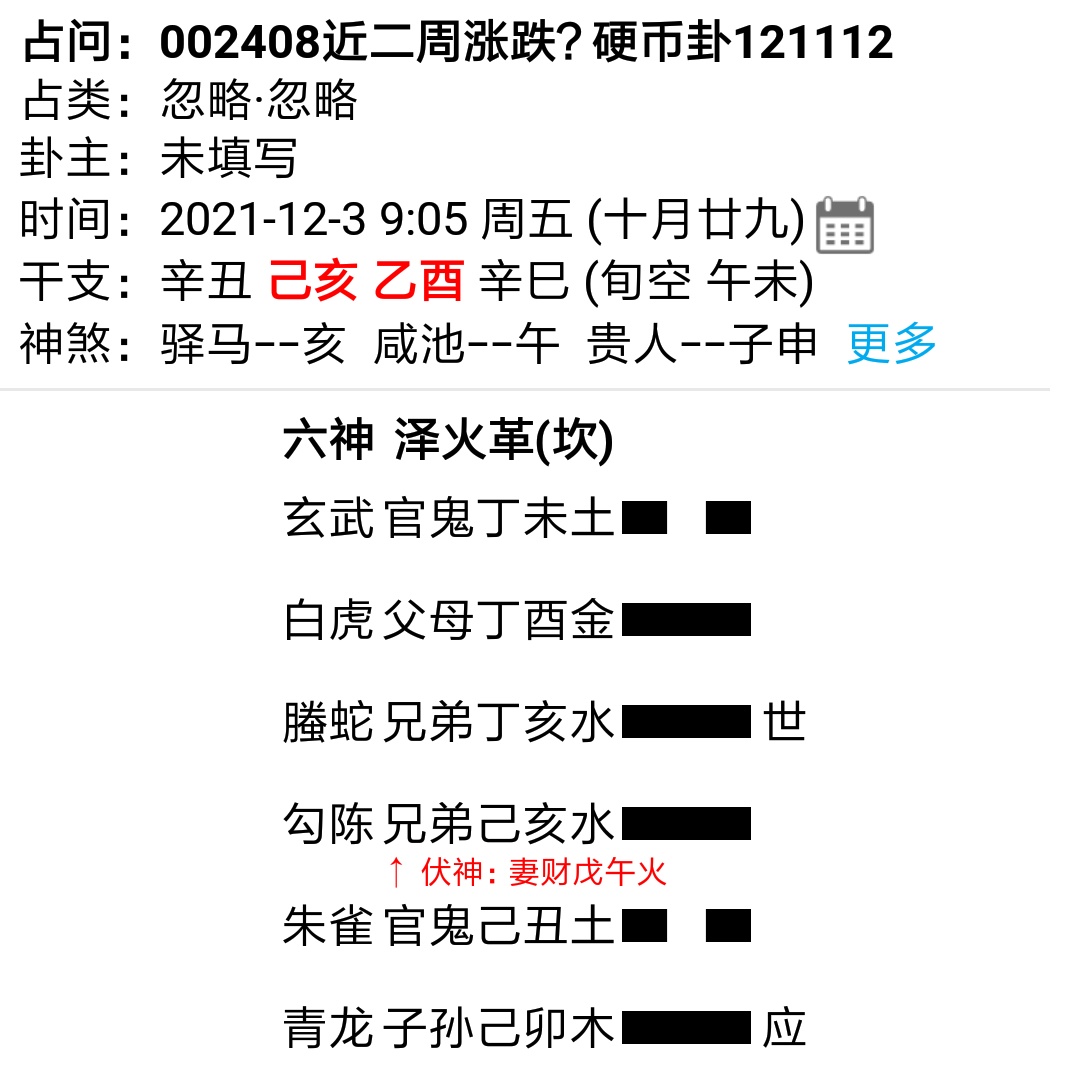 占问：002408近二周涨跌？硬币卦121112
占类：忽略·忽略
卦主：未填写
时间：2021-12-3 9:05 周五 (十月廿九)
干支：辛丑 己亥 乙酉 辛巳 (旬空 午未)
神煞：驿马--亥 咸池--午 贵人--子申 更多
六神 泽火革(坎)
玄武 官鬼丁未土
白虎 父母丁酉金
螣蛇 兄弟丁亥水 世
勾陈 兄弟己亥水
↑ 伏神：妻财戊午火
朱雀 官鬼己丑土
青龙 子孙己卯木 应